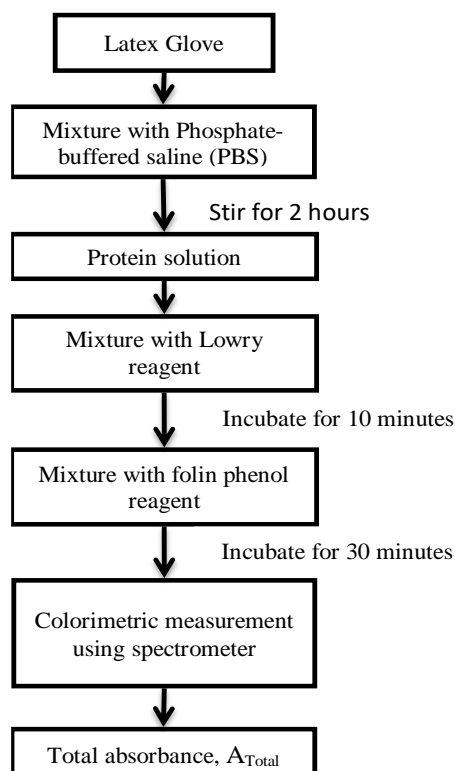 Latex Glove
Mixture with Phosphate-
buffered saline (PBS)
Stir for 2 hours
Protein solution
Mixture with Lowry
reagent
Incubate for 10 minutes
Mixture with folin phenol
reagent
Incubate for 30 minutes
Colorimetric measurement
using spectrometer
Total absorbance, A_Total